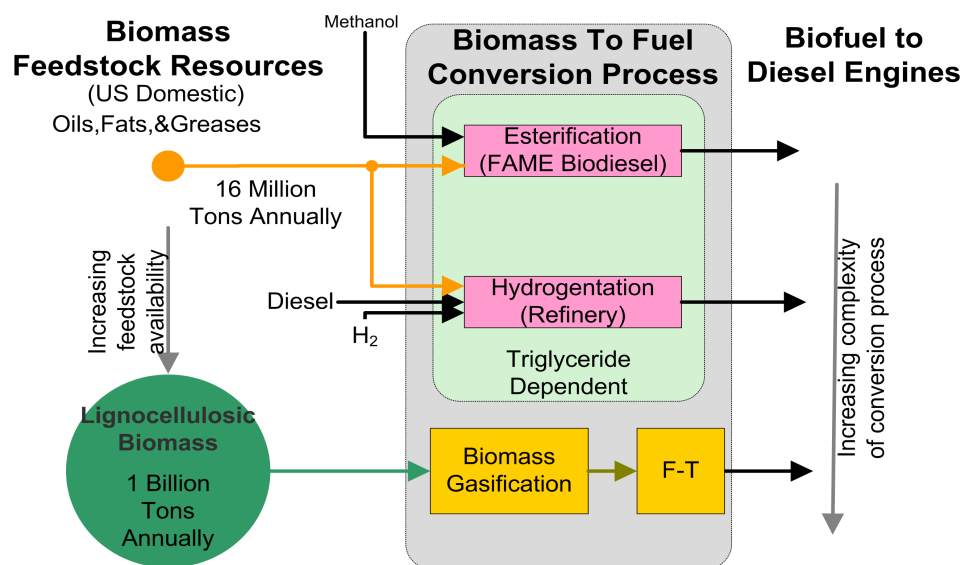 Biomass
Feedstock Resources
(US Domestic)
Oils,Fats,&Greases
16 Million
Tons Annually
Increasing
feedstock
availability
Lignocellulosic
Biomass
1 Billion
Tons
Annually
Methanol
Biomass To Fuel
Conversion Process
Esterification
(FAME Biodiesel)
Diesel
H₂
Hydrogentation
(Refinery)
Triglyceride
Dependent
Biomass
Gasification
F-T
Biofuel to
Diesel Engines
Increasing complexity
of conversion process